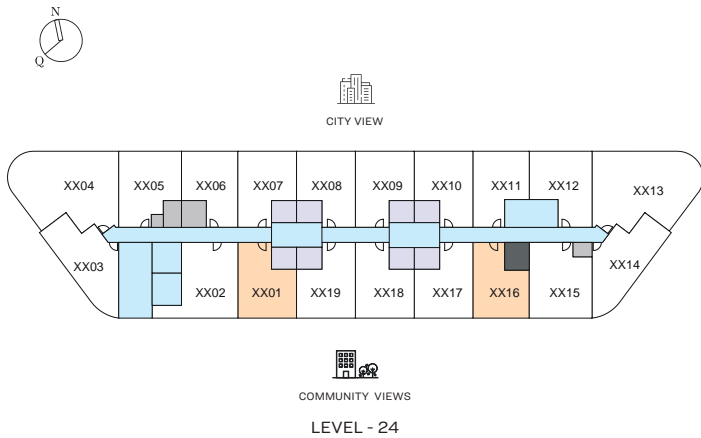 N
Q
CITY VIEW
XX04 XX05 XX06 XX07 XX08 XX09 XX10 XX11 XX12 XX13
XX03 XX02 XX01 XX19 XX18 XX17 XX16 XX15 XX14
COMMUNITY VIEWS
LEVEL - 24